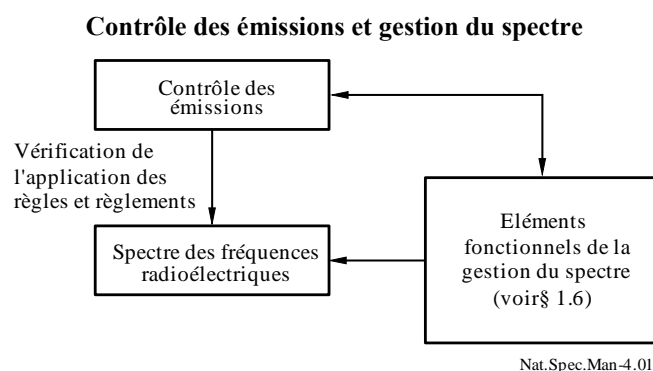 Contrôle des émissions et gestion du spectre
Contrôle des
émissions
Vérification de
l'application des
règles et règlements
Spectre des fréquences
radioélectriques
Eléments
fonctionnels de la
gestion du spectre
(voir§ 1.6)
Nat.Spec.Man-4.01